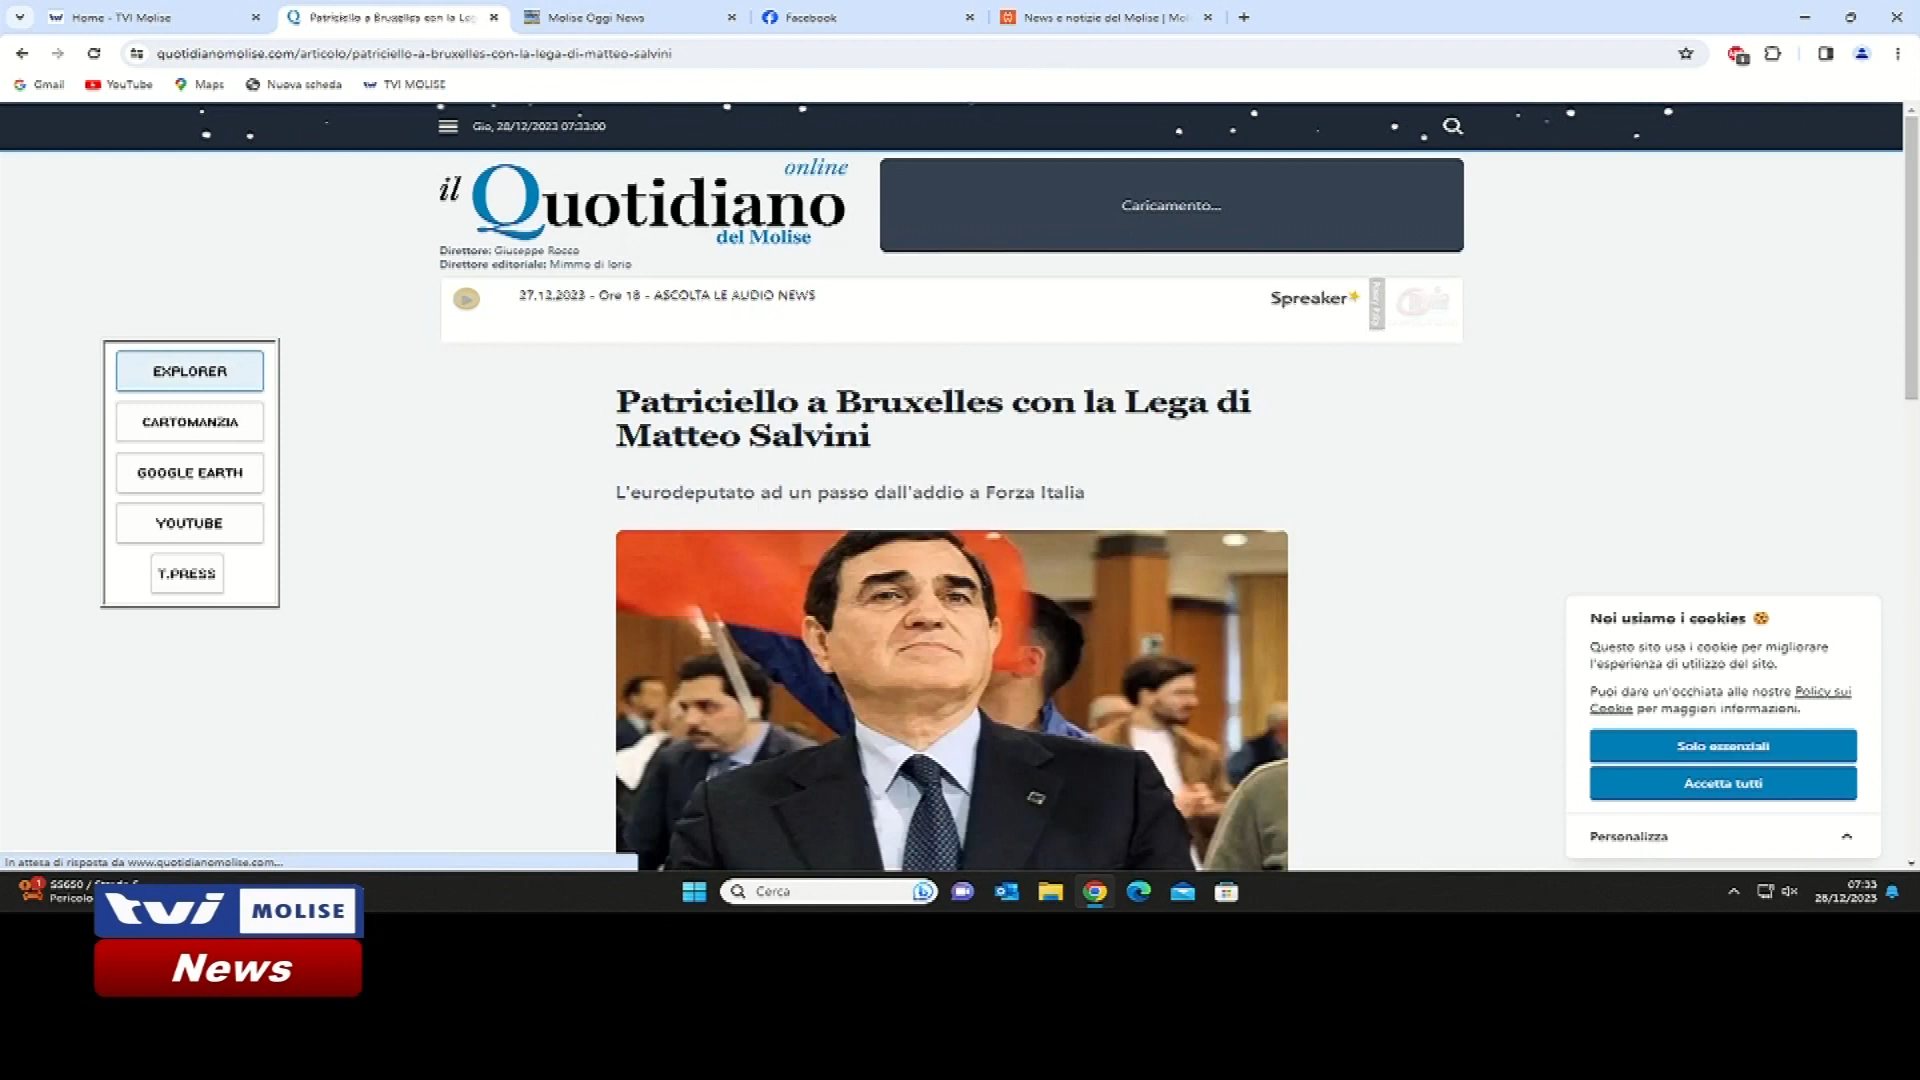 Home - TVI Molise
Patriciello a Bruxelles con la Leg
Molise Oggi News
Facebook
News e notizie del Molise | Mol
quotidianomolise.com/articolo/patriciello-a-bruxelles-con-la-lega-di-matteo-salvini
Gmail
YouTube
Maps
Nuova scheda
TVI MOLISE
Gio, 28/12/2023 07:33:00
il Quotidiano online
del Molise
Direttore: Giuseppe Rocco
Direttore editoriale: Mimmo di Iorio
Caricamento...
27.12.2023 - Ore 18 - ASCOLTA LE AUDIO NEWS
Spreaker
Privacy Policy
EXPLORER
CARTOMANZIA
GOOGLE EARTH
YOUTUBE
T.PRESS
Patriciello a Bruxelles con la Lega di
Matteo Salvini
L'eurodeputato ad un passo dall'addio a Forza Italia
Noi usiamo i cookies
Questo sito usa i cookie per migliorare
l'esperienza di utilizzo del sito.
Puoi dare un'occhiata alle nostre Policy sui
Cookie per maggiori informazioni.
Solo essenziali
Accetta tutti
Personalizza
In attesa di risposta da www.quotidianomolise.com...
1
SS650 /
Pericolo
Cerca
07:33
28/12/2023
tvi MOLISE
News